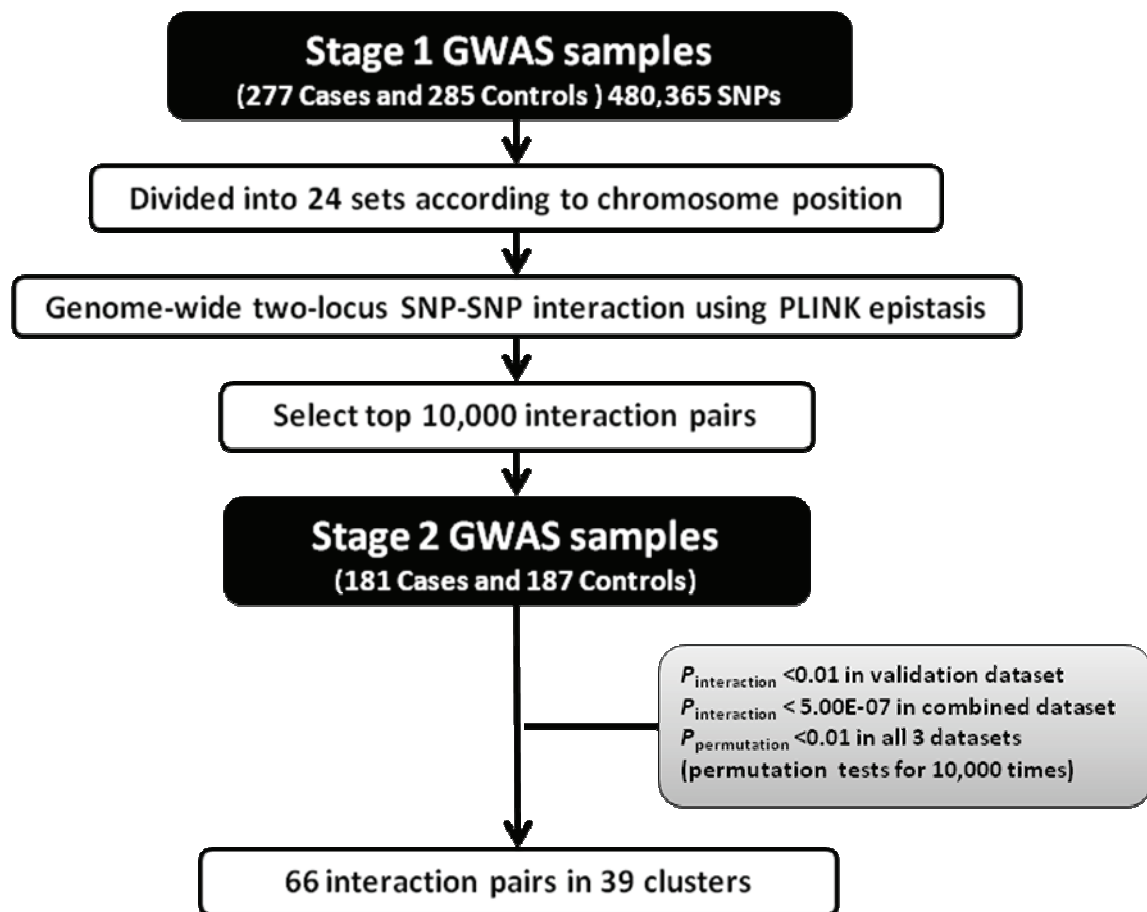 Stage 1 GWAS samples
(277 Cases and 285 Controls ) 480,365 SNPs
Divided into 24 sets according to chromosome position
Genome-wide two-locus SNP-SNP interaction using PLINK epistasis
Select top 10,000 interaction pairs
Stage 2 GWAS samples
(181 Cases and 187 Controls)
Pinteraction <0.01 in validation dataset
Pinteraction < 5.00E-07 in combined dataset
Ppermutation <0.01 in all 3 datasets
(permutation tests for 10,000 times)
66 interaction pairs in 39 clusters